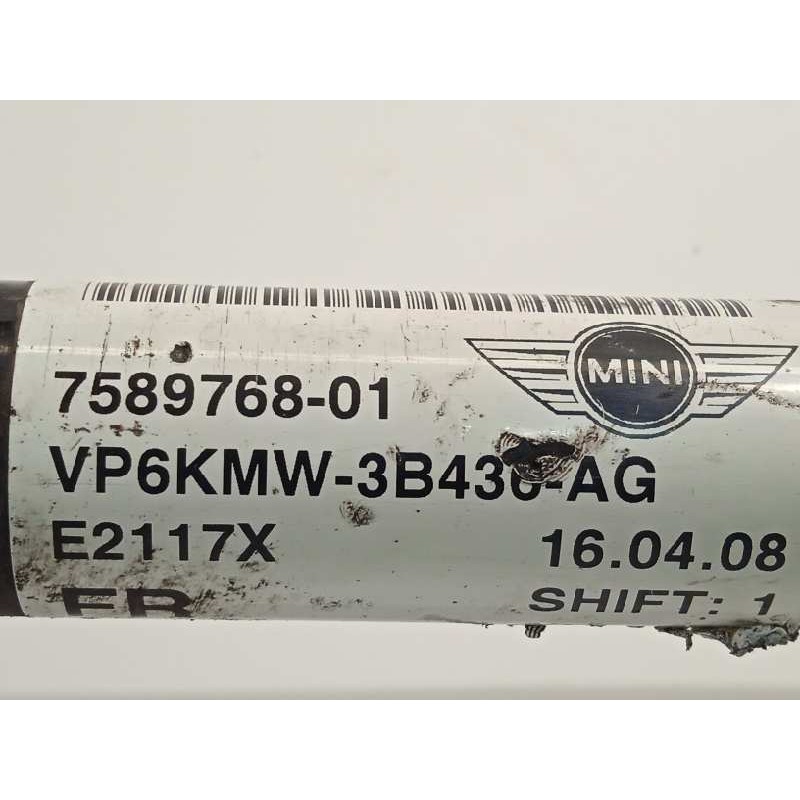 MINI
7589768-01
VP6KMW-3B436-AG
E2117X
16.04.08
SHIFT: 1